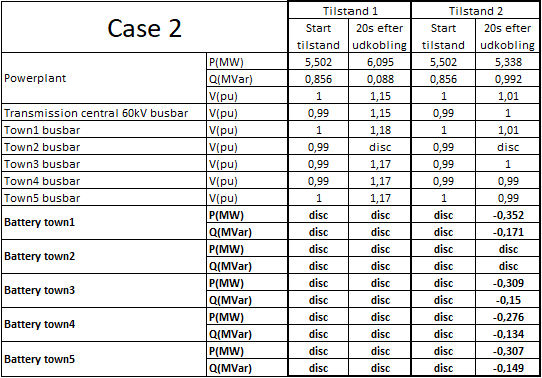 Case 2 Tilstand 1 Tilstand 2
Start tilstand 20s efter udkobling Start tilstand 20s efter udkobling
Powerplant P(MW) 5,502 6,095 5,502 5,338
Q(MVar) 0,856 0,088 0,856 0,992
V(pu) 1 1,15 1 1,01
Transmission central 60kV busbar V(pu) 0,99 1,15 0,99 1
Town1 busbar V(pu) 1 1,18 1 1,01
Town2 busbar V(pu) 0,99 disc 0,99 disc
Town3 busbar V(pu) 0,99 1,17 0,99 1
Town4 busbar V(pu) 0,99 1,17 0,99 0,99
Town5 busbar V(pu) 1 1,17 1 0,99
Battery town1 P(MW) disc disc disc -0,352
Q(MVar) disc disc disc -0,171
Battery town2 P(MW) disc disc disc disc
Q(MVar) disc disc disc disc
Battery town3 P(MW) disc disc disc -0,309
Q(MVar) disc disc disc -0,15
Battery town4 P(MW) disc disc disc -0,276
Q(MVar) disc disc disc -0,134
Battery town5 P(MW) disc disc disc -0,307
Q(MVar) disc disc disc -0,149